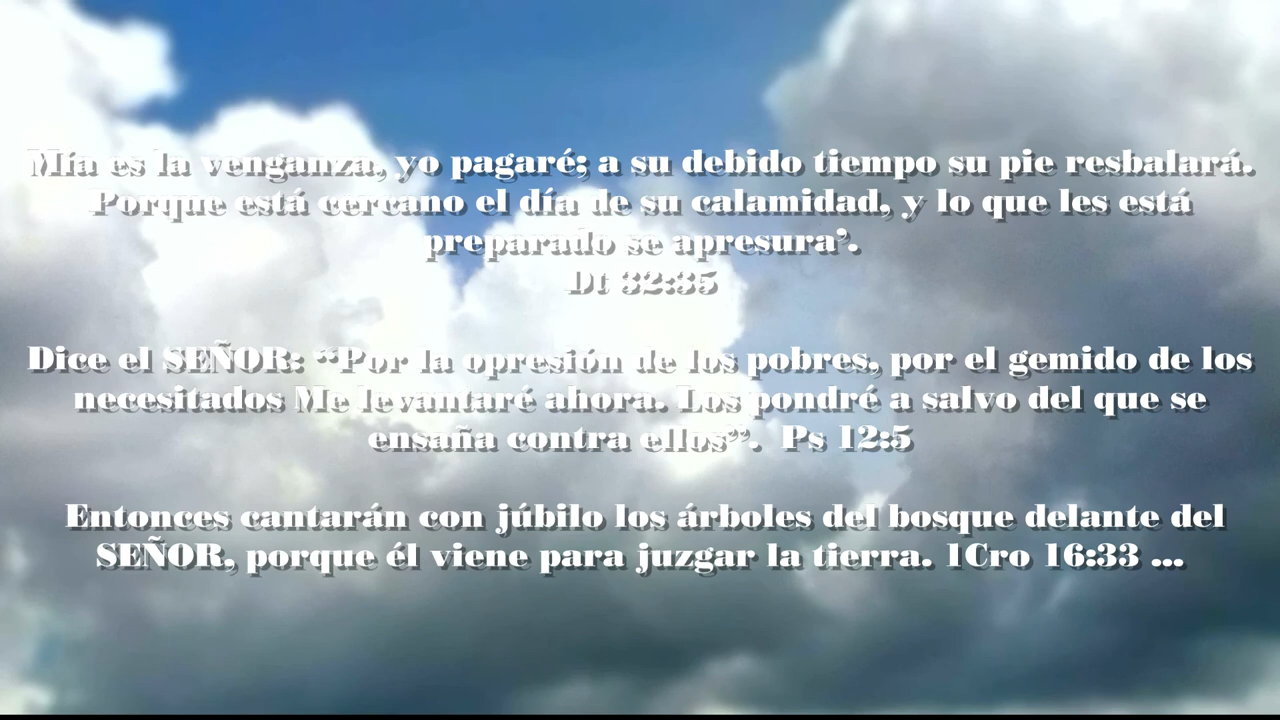 Mía es la venganza, yo pagaré; a su debido tiempo su pie resbalará.
Porque está cercano el día de su calamidad, y lo que les está
preparado se apresura’.
Dt 32:35
Dice el SEÑOR: “Por la opresión de los pobres, por el gemido de los
necesitados Me levantaré ahora. Los pondré a salvo del que se
ensaña contra ellos”. Ps 12:5
Entonces cantarán con júbilo los árboles del bosque delante del
SEÑOR, porque él viene para juzgar la tierra. 1Cro 16:33 ...